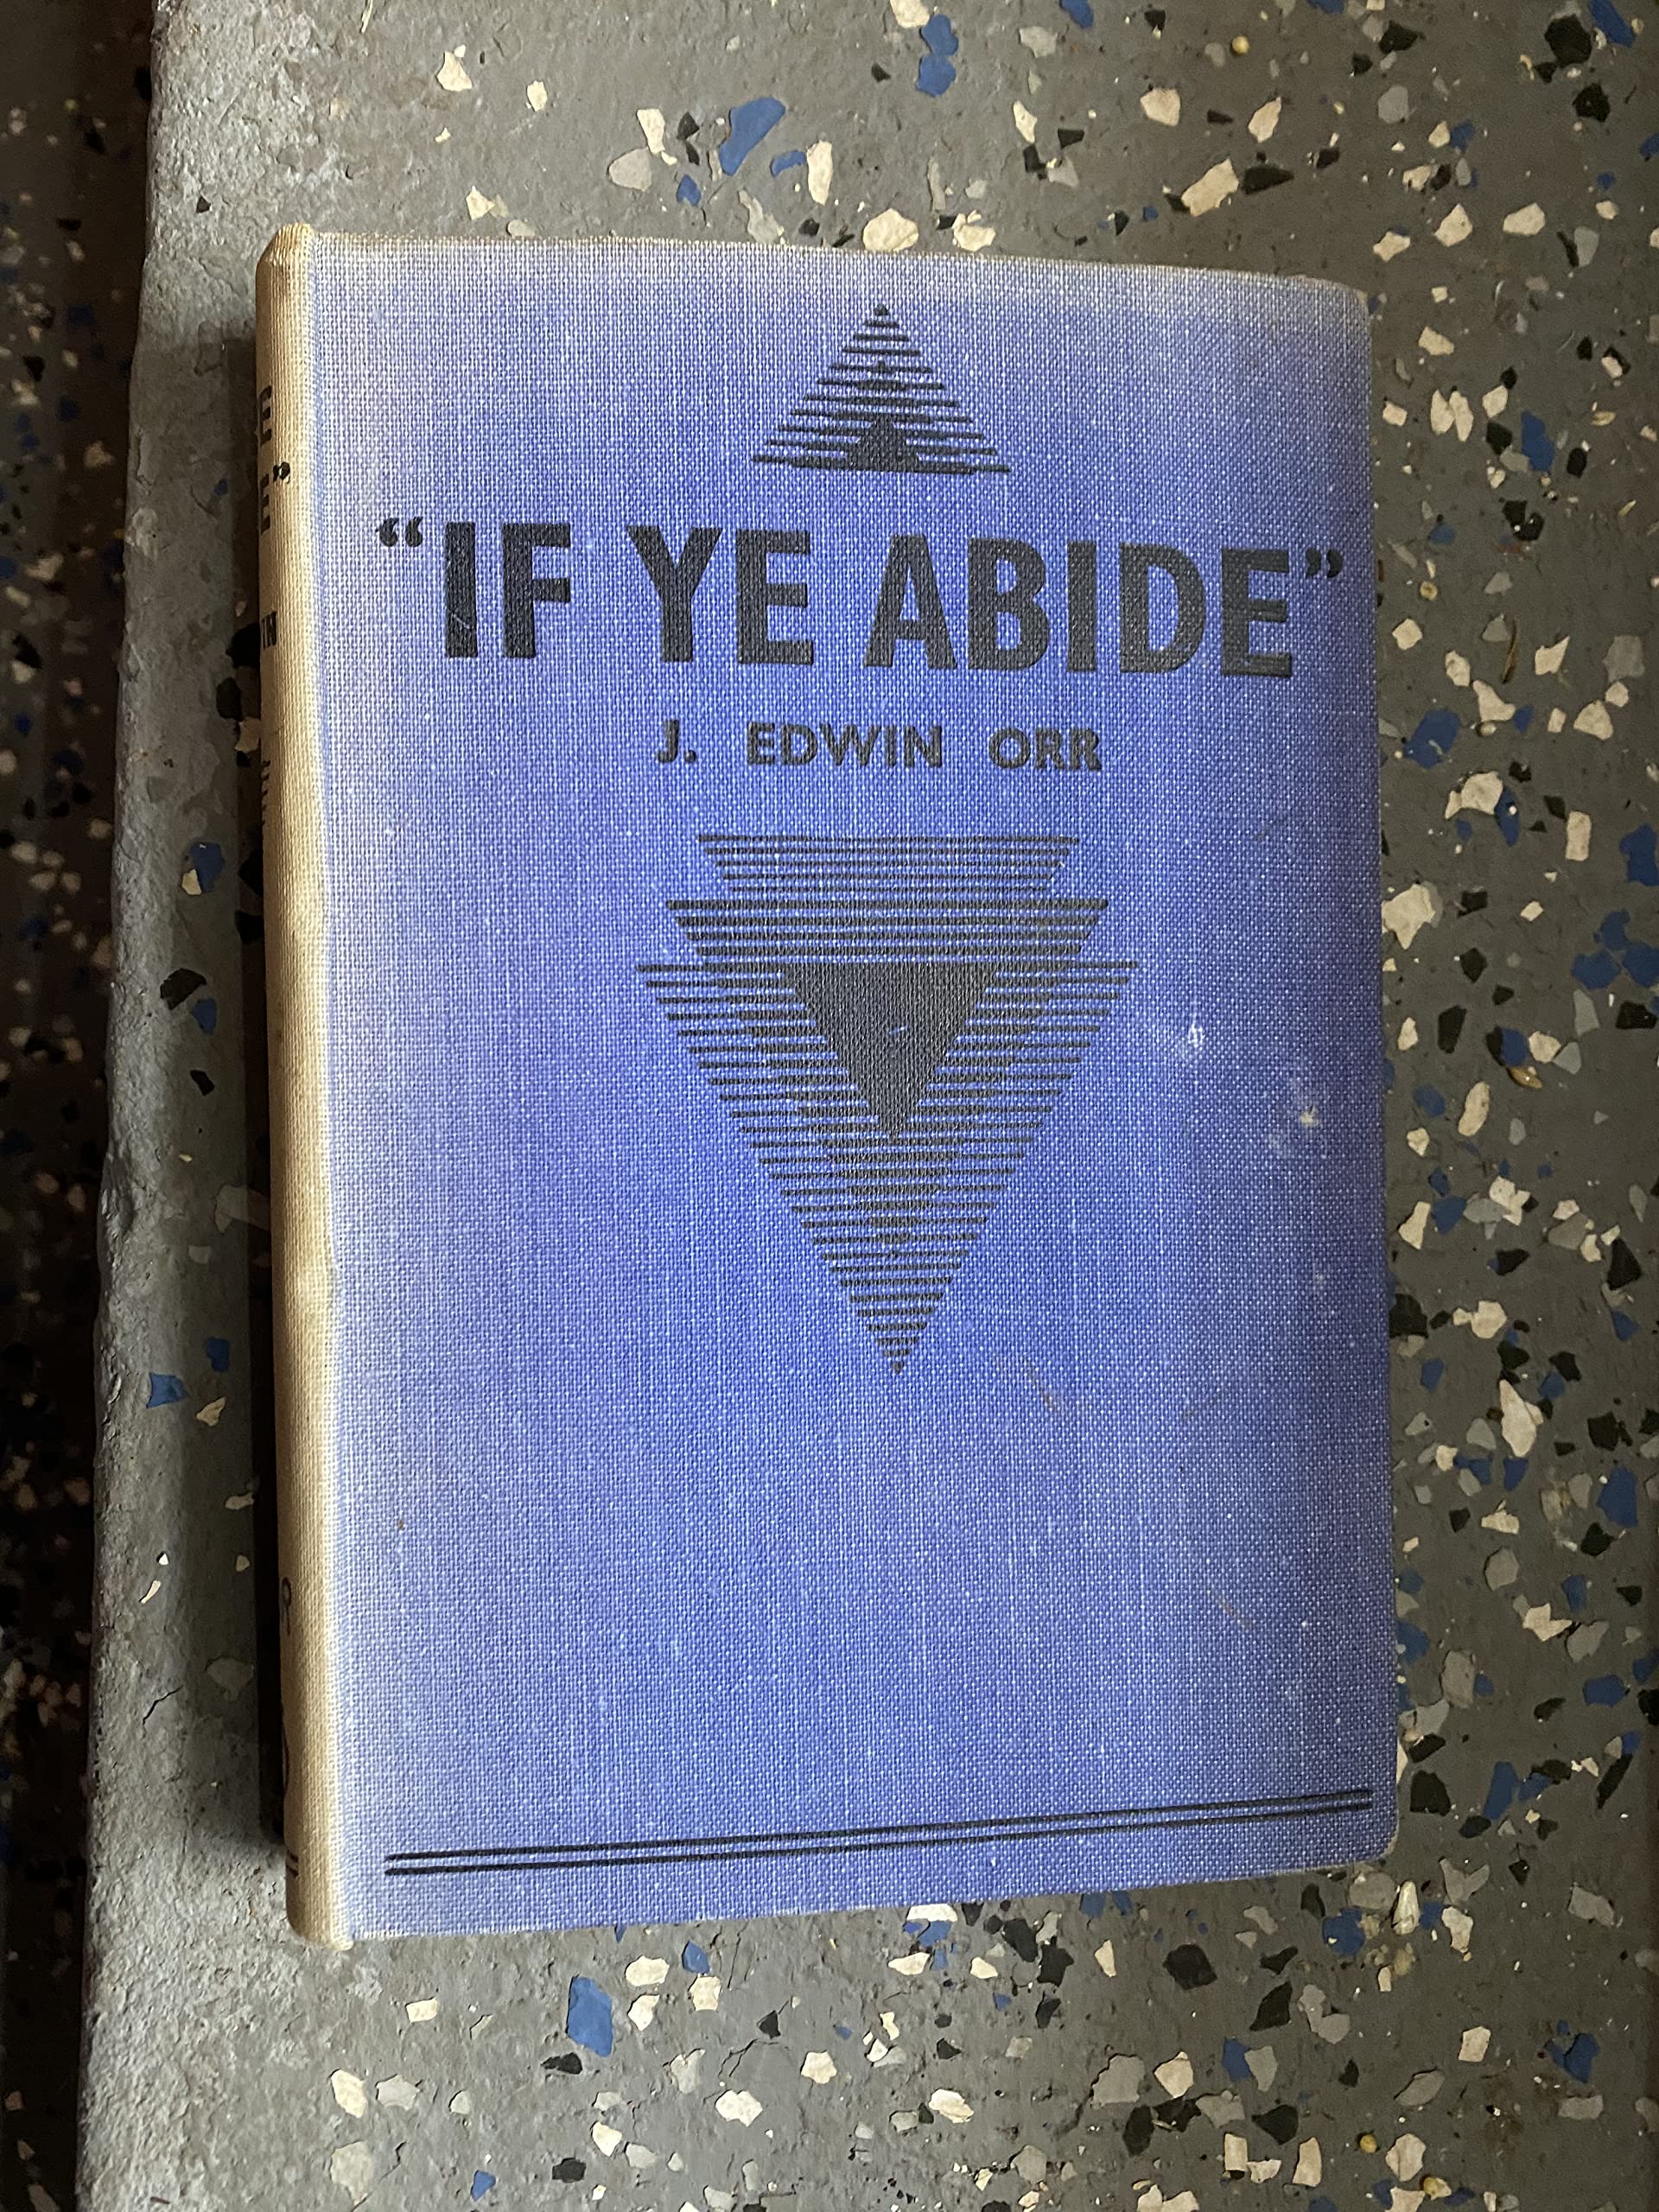 “IF YE ABIDE”
J. EDWIN ORR